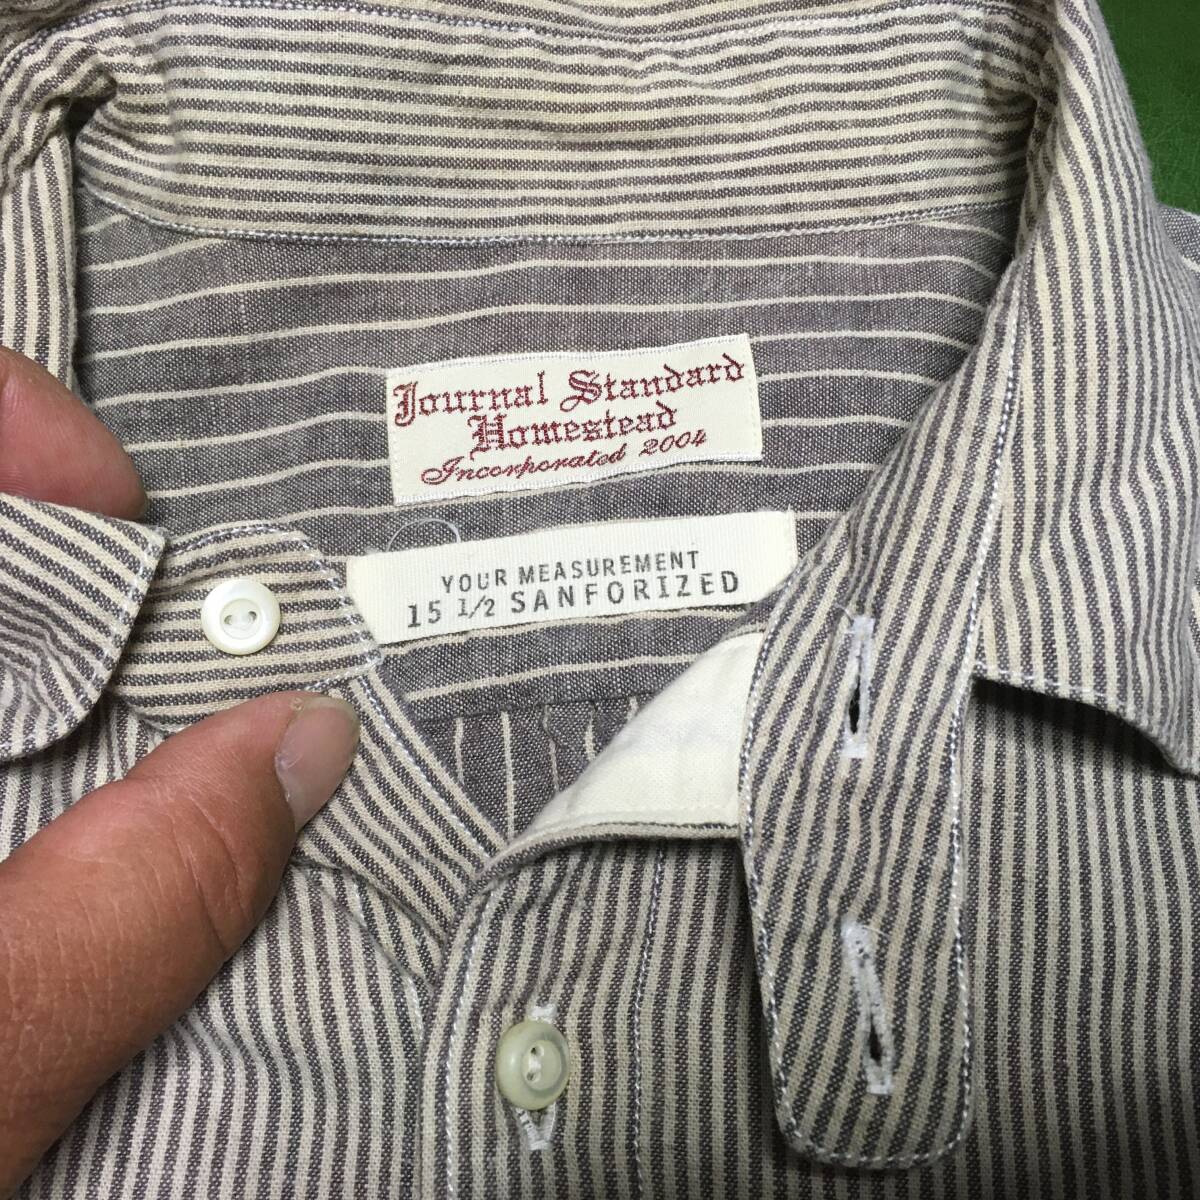 Journal Standard
Homestead
Incorporated 2004
YOUR MEASUREMENT
15 1/2 SANFORIZED